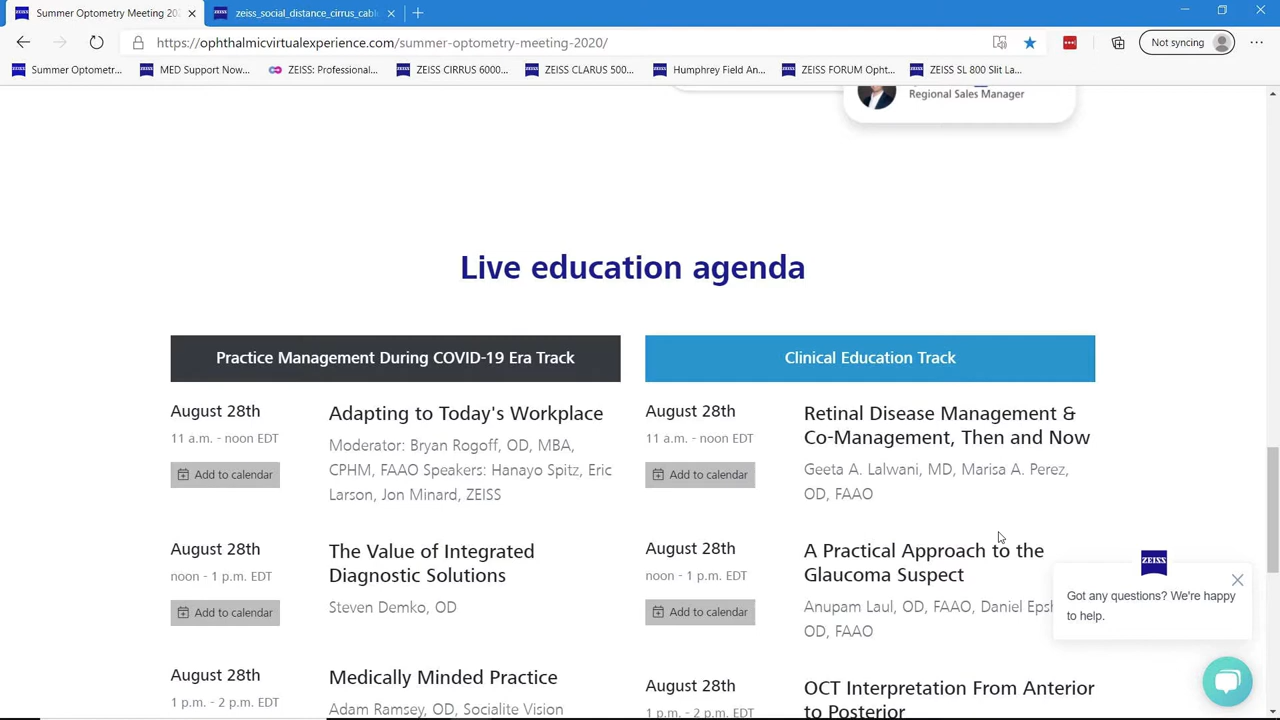 Summer Optometry Meeting 202
zeiss_social_distance_cirrus_cabl
https://ophthalmicvirtualexperience.com/summer-optometry-meeting-2020/
Not syncing
Summer Optometr...
MED Support Now...
ZEISS: Professional...
ZEISS CIRRUS 6000...
ZEISS CLARUS 500...
Humphrey Field An...
ZEISS FORUM Opht...
ZEISS SL 800 Slit La...
Regional Sales Manager
Live education agenda
Practice Management During COVID-19 Era Track
August 28th
11 a.m. - noon EDT
Add to calendar
Adapting to Today's Workplace
Moderator: Bryan Rogoff, OD, MBA,
CPHM, FAAO Speakers: Hanayo Spitz, Eric
Larson, Jon Minard, ZEISS
August 28th
noon - 1 p.m. EDT
Add to calendar
The Value of Integrated
Diagnostic Solutions
Steven Demko, OD
August 28th
1 p.m. - 2 p.m. EDT
Medically Minded Practice
Adam Ramsey, OD, Socialite Vision
Clinical Education Track
August 28th
11 a.m. - noon EDT
Add to calendar
Retinal Disease Management &
Co-Management, Then and Now
Geeta A. Lalwani, MD, Marisa A. Perez,
OD, FAAO
August 28th
noon - 1 p.m. EDT
Add to calendar
A Practical Approach to the
Glaucoma Suspect
Anupam Laul, OD, FAAO, Daniel Epsh
OD, FAAO
August 28th
1 p.m. - 2 p.m. EDT
OCT Interpretation From Anterior
to Posterior
ZEISS
Got any questions? We're happy
to help.